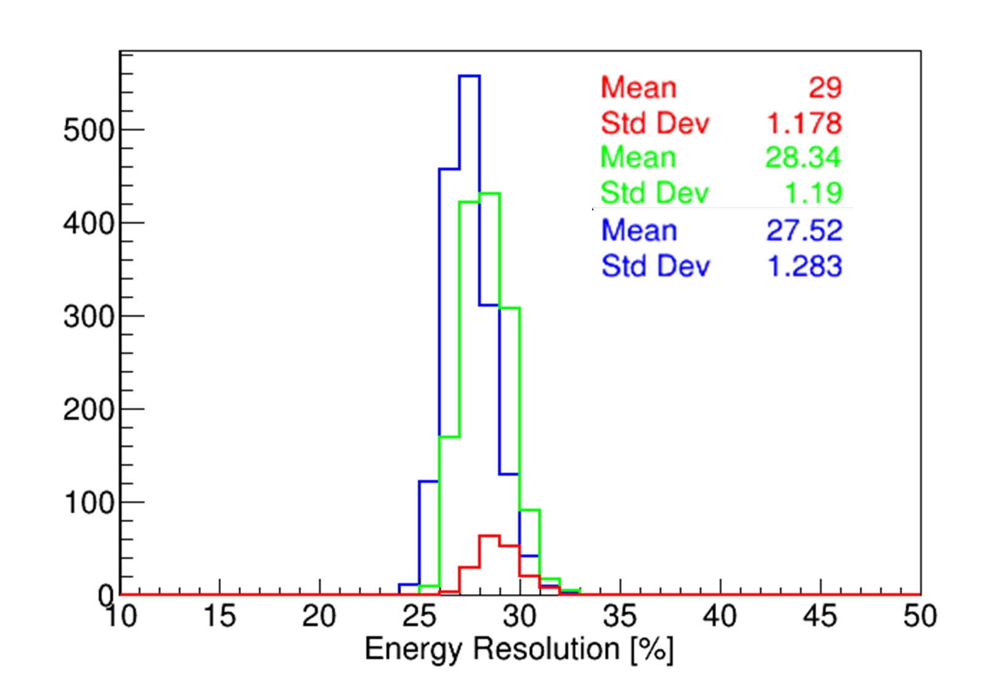 Mean 29
Std Dev 1.178
Mean 28.34
Std Dev 1.19
Mean 27.52
Std Dev 1.283
500
400
300
200
100
0
10 15 20 25 30 35 40 45 50
Energy Resolution [%]